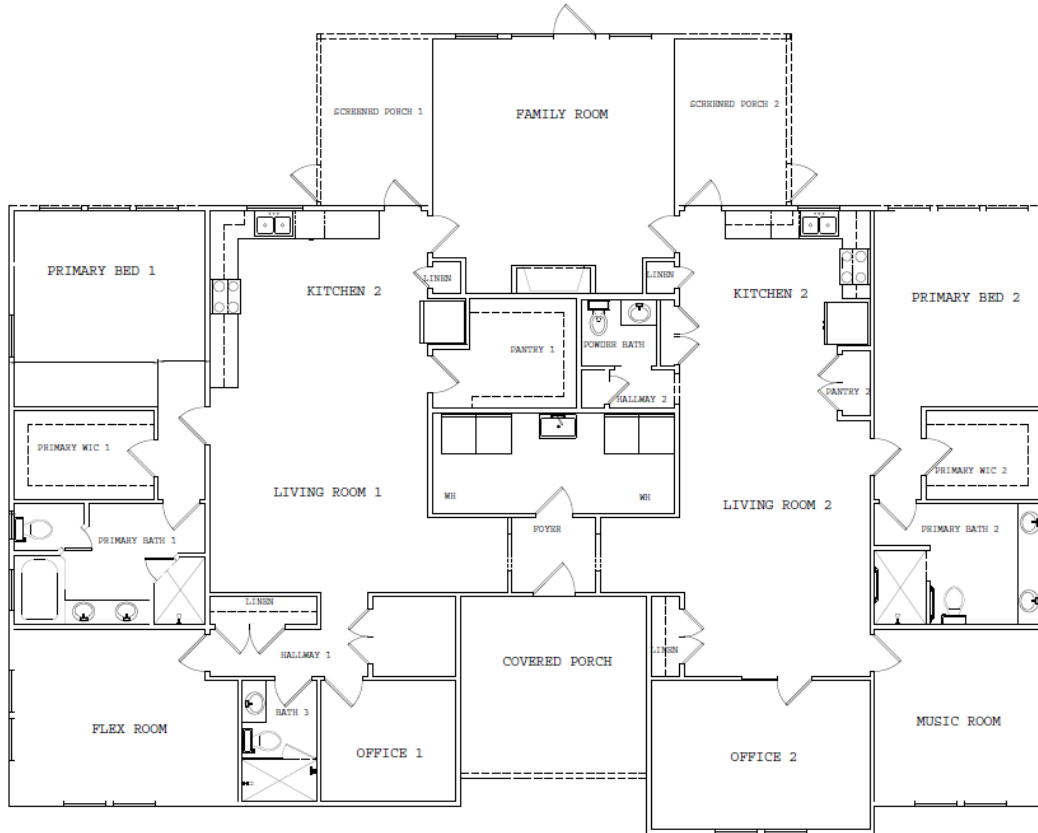 SCREENED PORCH 1
FAMILY ROOM
SCREENED PORCH 2
PRIMARY BED 1
KITCHEN 2
LINEN
LINEN
KITCHEN 2
PRIMARY BED 2
PANTRY 1
POWDER BATH
PANTRY 2
HALLWAY 2
PRIMARY WIC 1
PRIMARY WIC 2
LIVING ROOM 1
WH
WH
LIVING ROOM 2
FOYER
PRIMARY BATH 1
PRIMARY BATH 2
LINEN
HALLWAY 1
LINEN
COVERED PORCH
BATH 3
FLEX ROOM
OFFICE 1
OFFICE 2
MUSIC ROOM